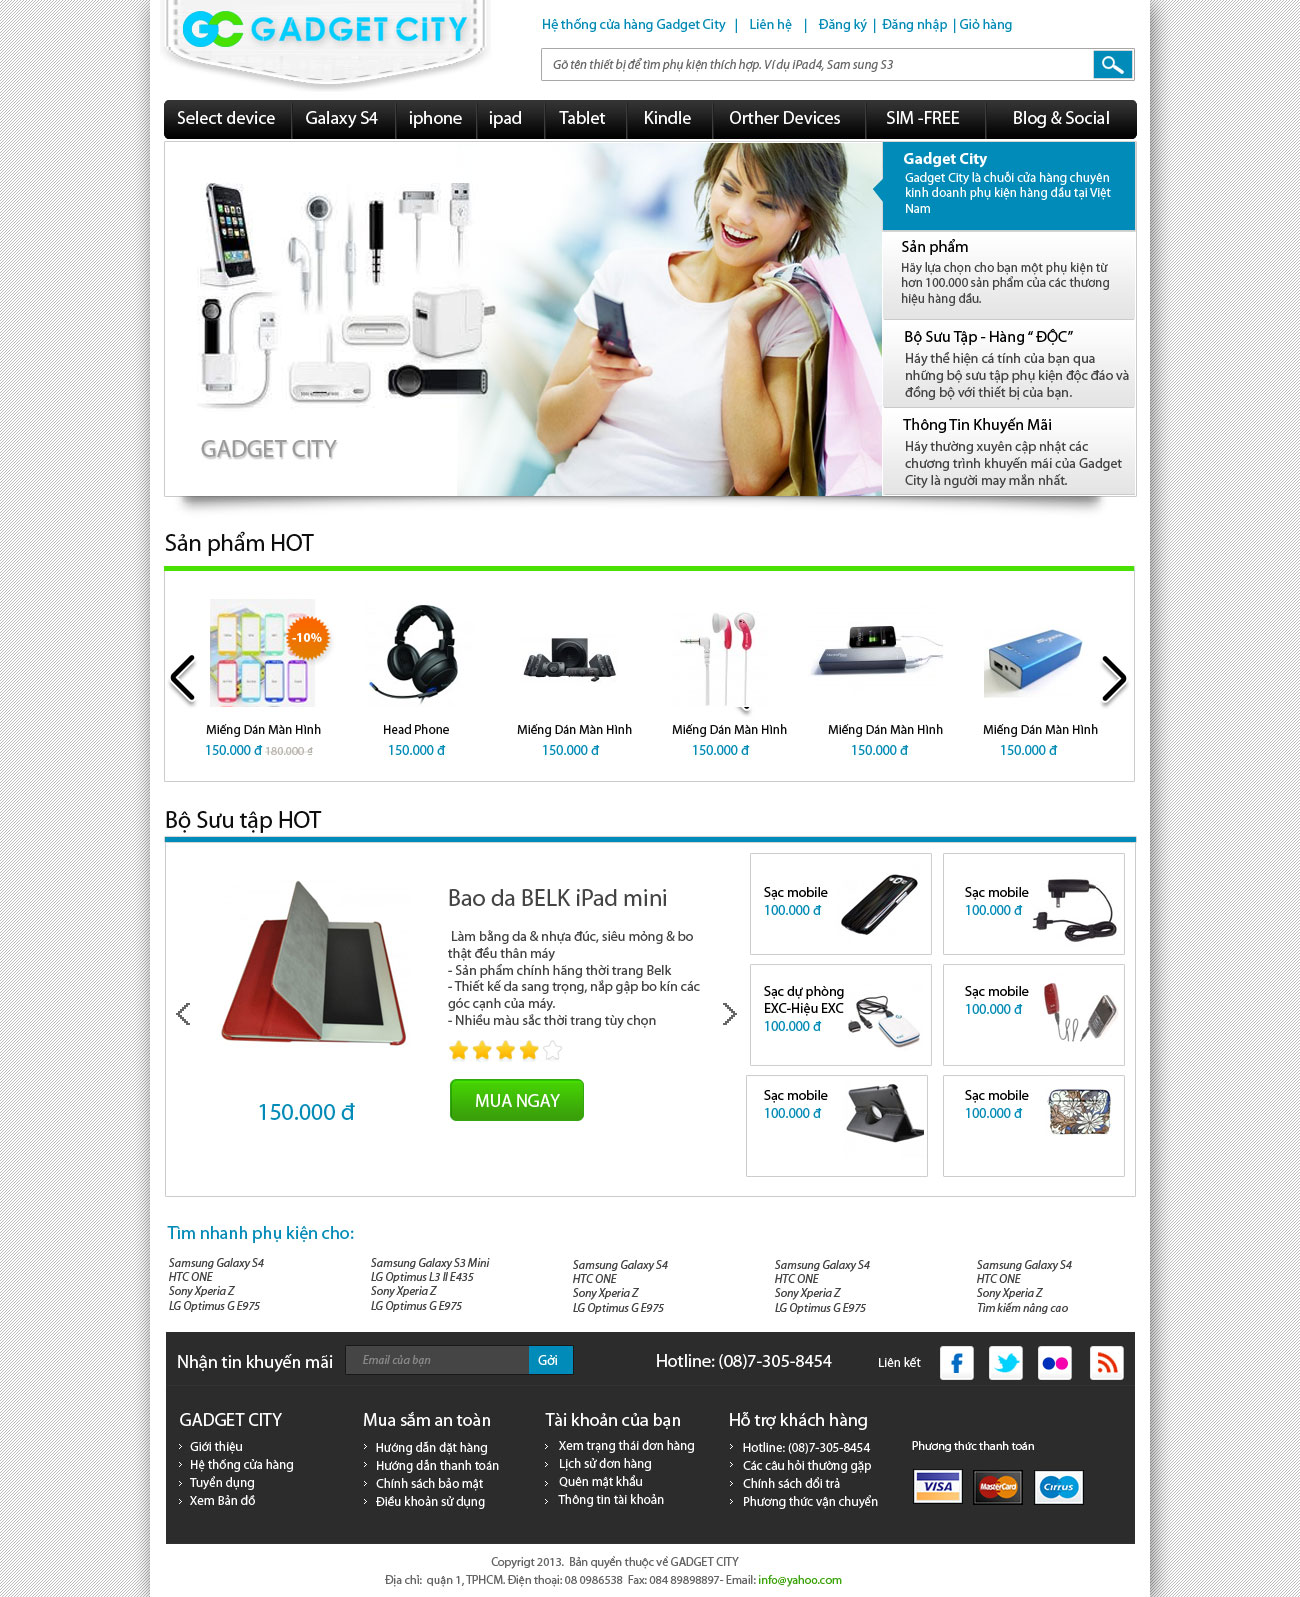 GC GADGET CITY
Hệ thống cửa hàng Gadget City | Liên hệ | Đăng ký | Đăng nhập | Giỏ hàng
Gõ tên thiết bị để tìm phụ kiện thích hợp. Ví dụ iPad4, Sam sung S3
Select device Galaxy S4 iphone ipad Tablet Kindle Orther Devices SIM -FREE Blog & Social
Gadget City
Gadget City là chuỗi cửa hàng chuyên
kinh doanh phụ kiện hàng đầu tại Việt
Nam
Sản phẩm
Hãy lựa chọn cho bạn một phụ kiện từ
hơn 100.000 sản phẩm của các thương
hiệu hàng đầu.
Bộ Sưu Tập - Hàng “ ĐỘC”
Hãy thể hiện cá tính của bạn qua
những bộ sưu tập phụ kiện độc đáo và
đồng bộ với thiết bị của bạn.
Thông Tin Khuyến Mãi
Hãy thường xuyên cập nhật các
chương trình khuyến mãi của Gadget
City là người may mắn nhất.
GADGET CITY
Sản phẩm HOT
-10%
Miếng Dán Màn Hình
150.000 đ 180.000 đ
Head Phone
150.000 đ
Miếng Dán Màn Hình
150.000 đ
Miếng Dán Màn Hình
150.000 đ
Miếng Dán Màn Hình
150.000 đ
Miếng Dán Màn Hình
150.000 đ
Bộ Sưu tập HOT
Bao da BELK iPad mini
Làm bằng da & nhựa đúc, siêu mỏng & bo
thật đều thân máy
- Sản phẩm chính hãng thời trang Belk
- Thiết kế da sang trọng, nắp gập bo kín các
góc cạnh của máy.
- Nhiều màu sắc thời trang tùy chọn
MUA NGAY
150.000 đ
Sạc mobile
100.000 đ
Sạc mobile
100.000 đ
Sạc dự phòng
EXC-Hiệu EXC
100.000 đ
Sạc mobile
100.000 đ
Sạc mobile
100.000 đ
Sạc mobile
100.000 đ
Tìm nhanh phụ kiện cho:
Samsung Galaxy S4
HTC ONE
Sony Xperia Z
LG Optimus G E975
Samsung Galaxy S3 Mini
LG Optimus L3 II E435
Sony Xperia Z
LG Optimus G E975
Samsung Galaxy S4
HTC ONE
Sony Xperia Z
LG Optimus G E975
Samsung Galaxy S4
HTC ONE
Sony Xperia Z
LG Optimus G E975
Samsung Galaxy S4
HTC ONE
Sony Xperia Z
Tìm kiếm nâng cao
Nhận tin khuyến mãi Email của bạn Gởi Hotline: (08)7-305-8454 Liên kết
GADGET CITY
Giới thiệu
Hệ thống cửa hàng
Tuyển dụng
Xem Bản đồ
Mua sắm an toàn
Hướng dẫn đặt hàng
Hướng dẫn thanh toán
Chính sách bảo mật
Điều khoản sử dụng
Tài khoản của bạn
Xem trạng thái đơn hàng
Lịch sử đơn hàng
Quên mật khẩu
Thông tin tài khoản
Hỗ trợ khách hàng
Hotline: (08)7-305-8454
Các câu hỏi thường gặp
Chính sách đổi trả
Phương thức vận chuyển
Phương thức thanh toán
VISA MasterCard Cirrus
Copyrigt 2013. Bản quyền thuộc về GADGET CITY
Địa chỉ: quận 1, TPHCM. Điện thoại: 08 0986538 Fax: 084 89898897- Email: info@yahoo.com